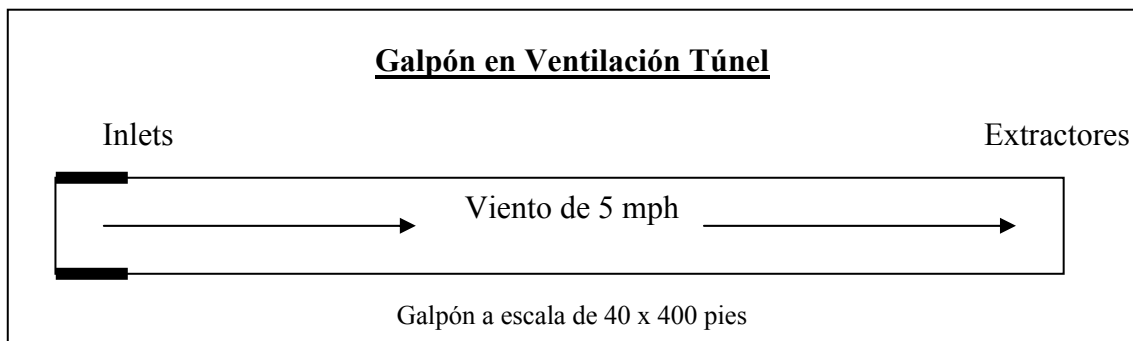 Galpón en Ventilación Túnel
Inlets
Extractores
Viento de 5 mph
Galpón a escala de 40 x 400 pies